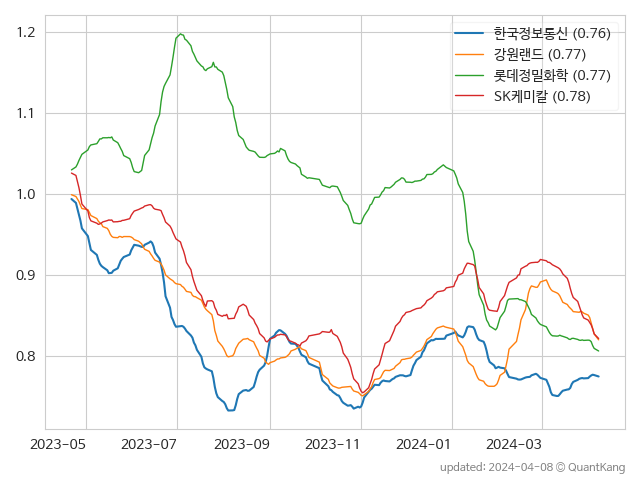 한국정보통신 (0.76)
강원랜드 (0.77)
롯데정밀화학 (0.77)
SK케미칼 (0.78)
1.2
1.1
1.0
0.9
0.8
2023-05 2023-07 2023-09 2023-11 2024-01 2024-03
updated: 2024-04-08 © QuantKang